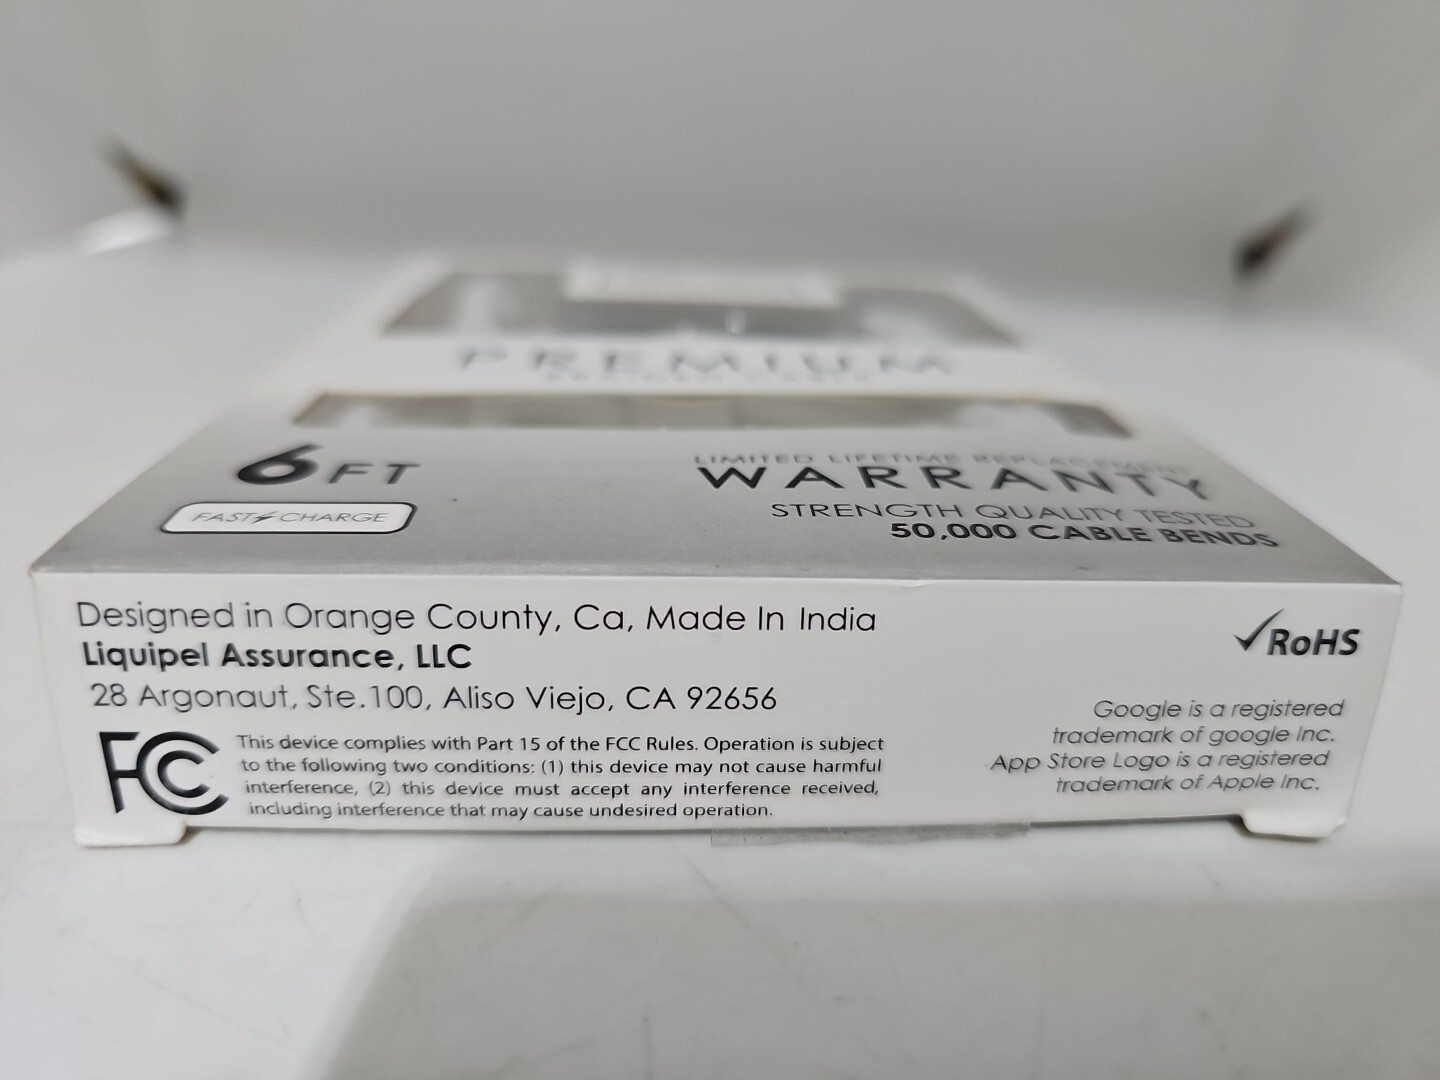 PREMIUM
6FT
FAST CHARGE
LIMITED LIFETIME REPLACEMENT
WARRANTY
STRENGTH QUALITY TESTED
50,000 CABLE BENDS
Designed in Orange County, Ca, Made In India
Liquipel Assurance, LLC
28 Argonaut, Ste.100, Aliso Viejo, CA 92656
FC
This device complies with Part 15 of the FCC Rules. Operation is subject
to the following two conditions: (1) this device may not cause harmful
interference, (2) this device must accept any interference received,
including interference that may cause undesired operation.
RoHS
Google is a registered
trademark of google Inc.
App Store Logo is a registered
trademark of Apple Inc.